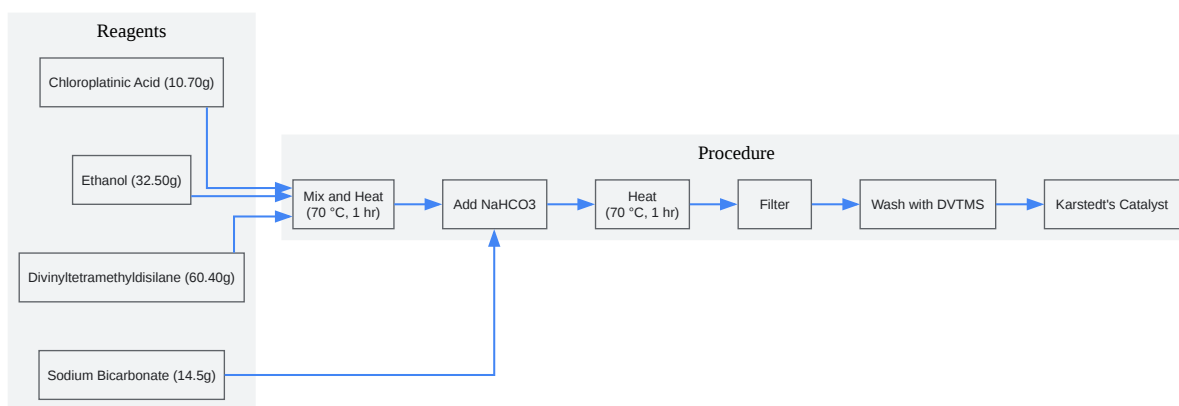 Reagents
Chloroplatinic Acid (10.70g)
Ethanol (32.50g)
Divinyltetramethyldisilane (60.40g)
Sodium Bicarbonate (14.5g)
Procedure
Mix and Heat
(70 °C, 1 hr)
Add NaHCO3
Heat
(70 °C, 1 hr)
Filter
Wash with DVTMS
Karstedt's Catalyst